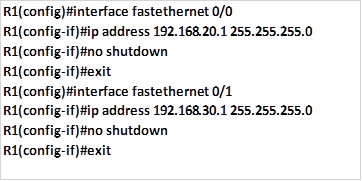 R1(config)#interface fastethernet 0/0
R1(config-if)#ip address 192.168.20.1 255.255.255.0
R1(config-if)#no shutdown
R1(config-if)#exit
R1(config)#interface fastethernet 0/1
R1(config-if)#ip address 192.168.30.1 255.255.255.0
R1(config-if)#no shutdown
R1(config-if)#exit